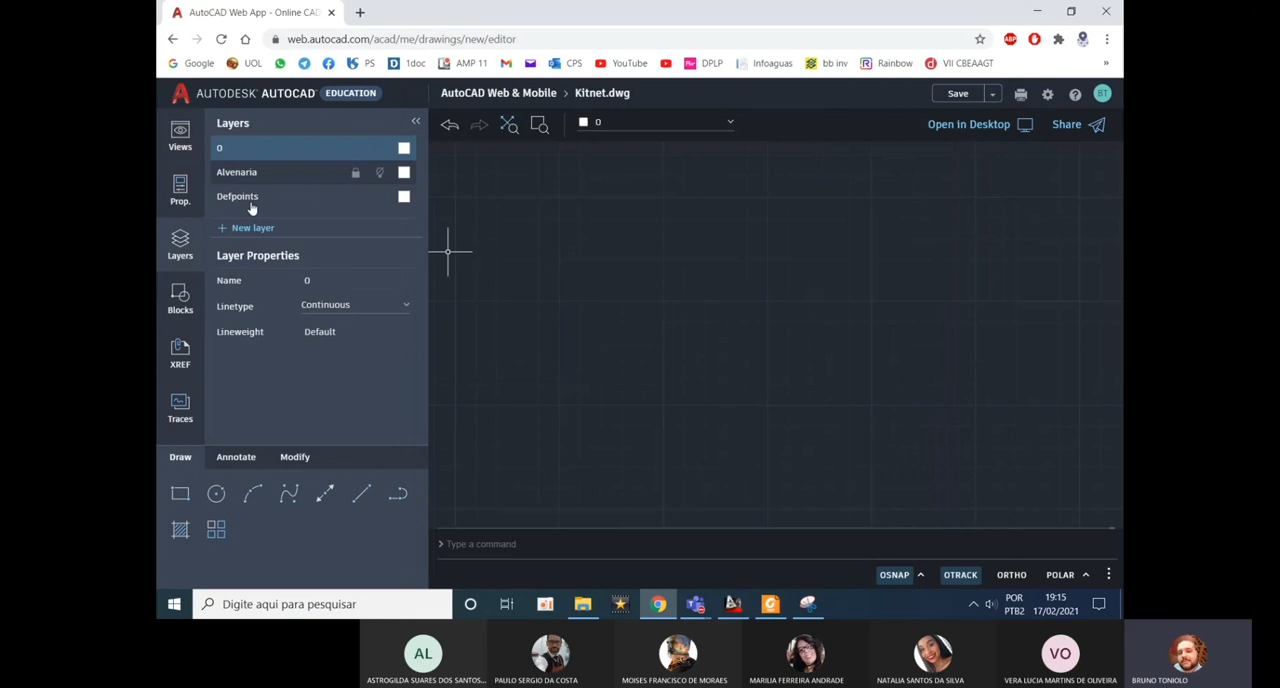 AutoCAD Web App - Online CAD
web.autocad.com/acad/me/drawings/new/editor
ABP
Google UOL PS 1doc AMP 11 CPS YouTube DPLP Infoaguas bb inv Rainbow VII CBEAAGT »
AUTODESK® AUTOCAD® EDUCATION AutoCAD Web & Mobile > Kitnet.dwg Save BT
Layers «
0 Open in Desktop Share
Views
0
Alvenaria
Prop.
Defpoints
+ New layer
Layers
Layer Properties
Name 0
Linetype Continuous
Blocks
Lineweight Default
XREF
Traces
Draw Annotate Modify
Type a command
OSNAP OTRACK ORTHO POLAR
Digite aqui para pesquisar
POR 19:15
PTB2 17/02/2021
AL VO
ASTROGILDA SUARES DOS SANTOS... PAULO SERGIO DA COSTA MOISES FRANCISCO DE MORAES MARILIA FERREIRA ANDRADE NATALIA SANTOS DA SILVA VERA LUCIA MARTINS DE OLIVEIRA BRUNO TONIOLO